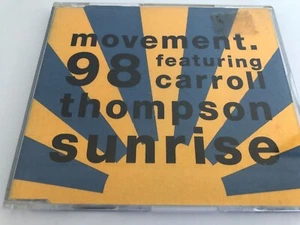 movement.
98 featuring
carroll
thompson
sunrise